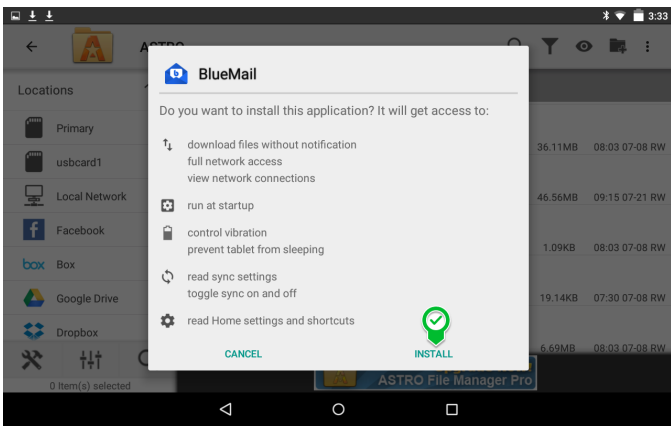 3:33
ASTRO
Locations
Primary
usbcard1
Local Network
Facebook
box Box
Google Drive
Dropbox
0 Item(s) selected
BlueMail
Do you want to install this application? It will get access to:
download files without notification
full network access
view network connections
run at startup
control vibration
prevent tablet from sleeping
read sync settings
toggle sync on and off
read Home settings and shortcuts
CANCEL
INSTALL
36.11MB 08:03 07-08 RW
46.56MB 09:15 07-21 RW
1.09KB 08:03 07-08 RW
19.14KB 07:30 07-08 RW
6.69MB 08:03 07-08 RW
ASTRO File Manager Pro